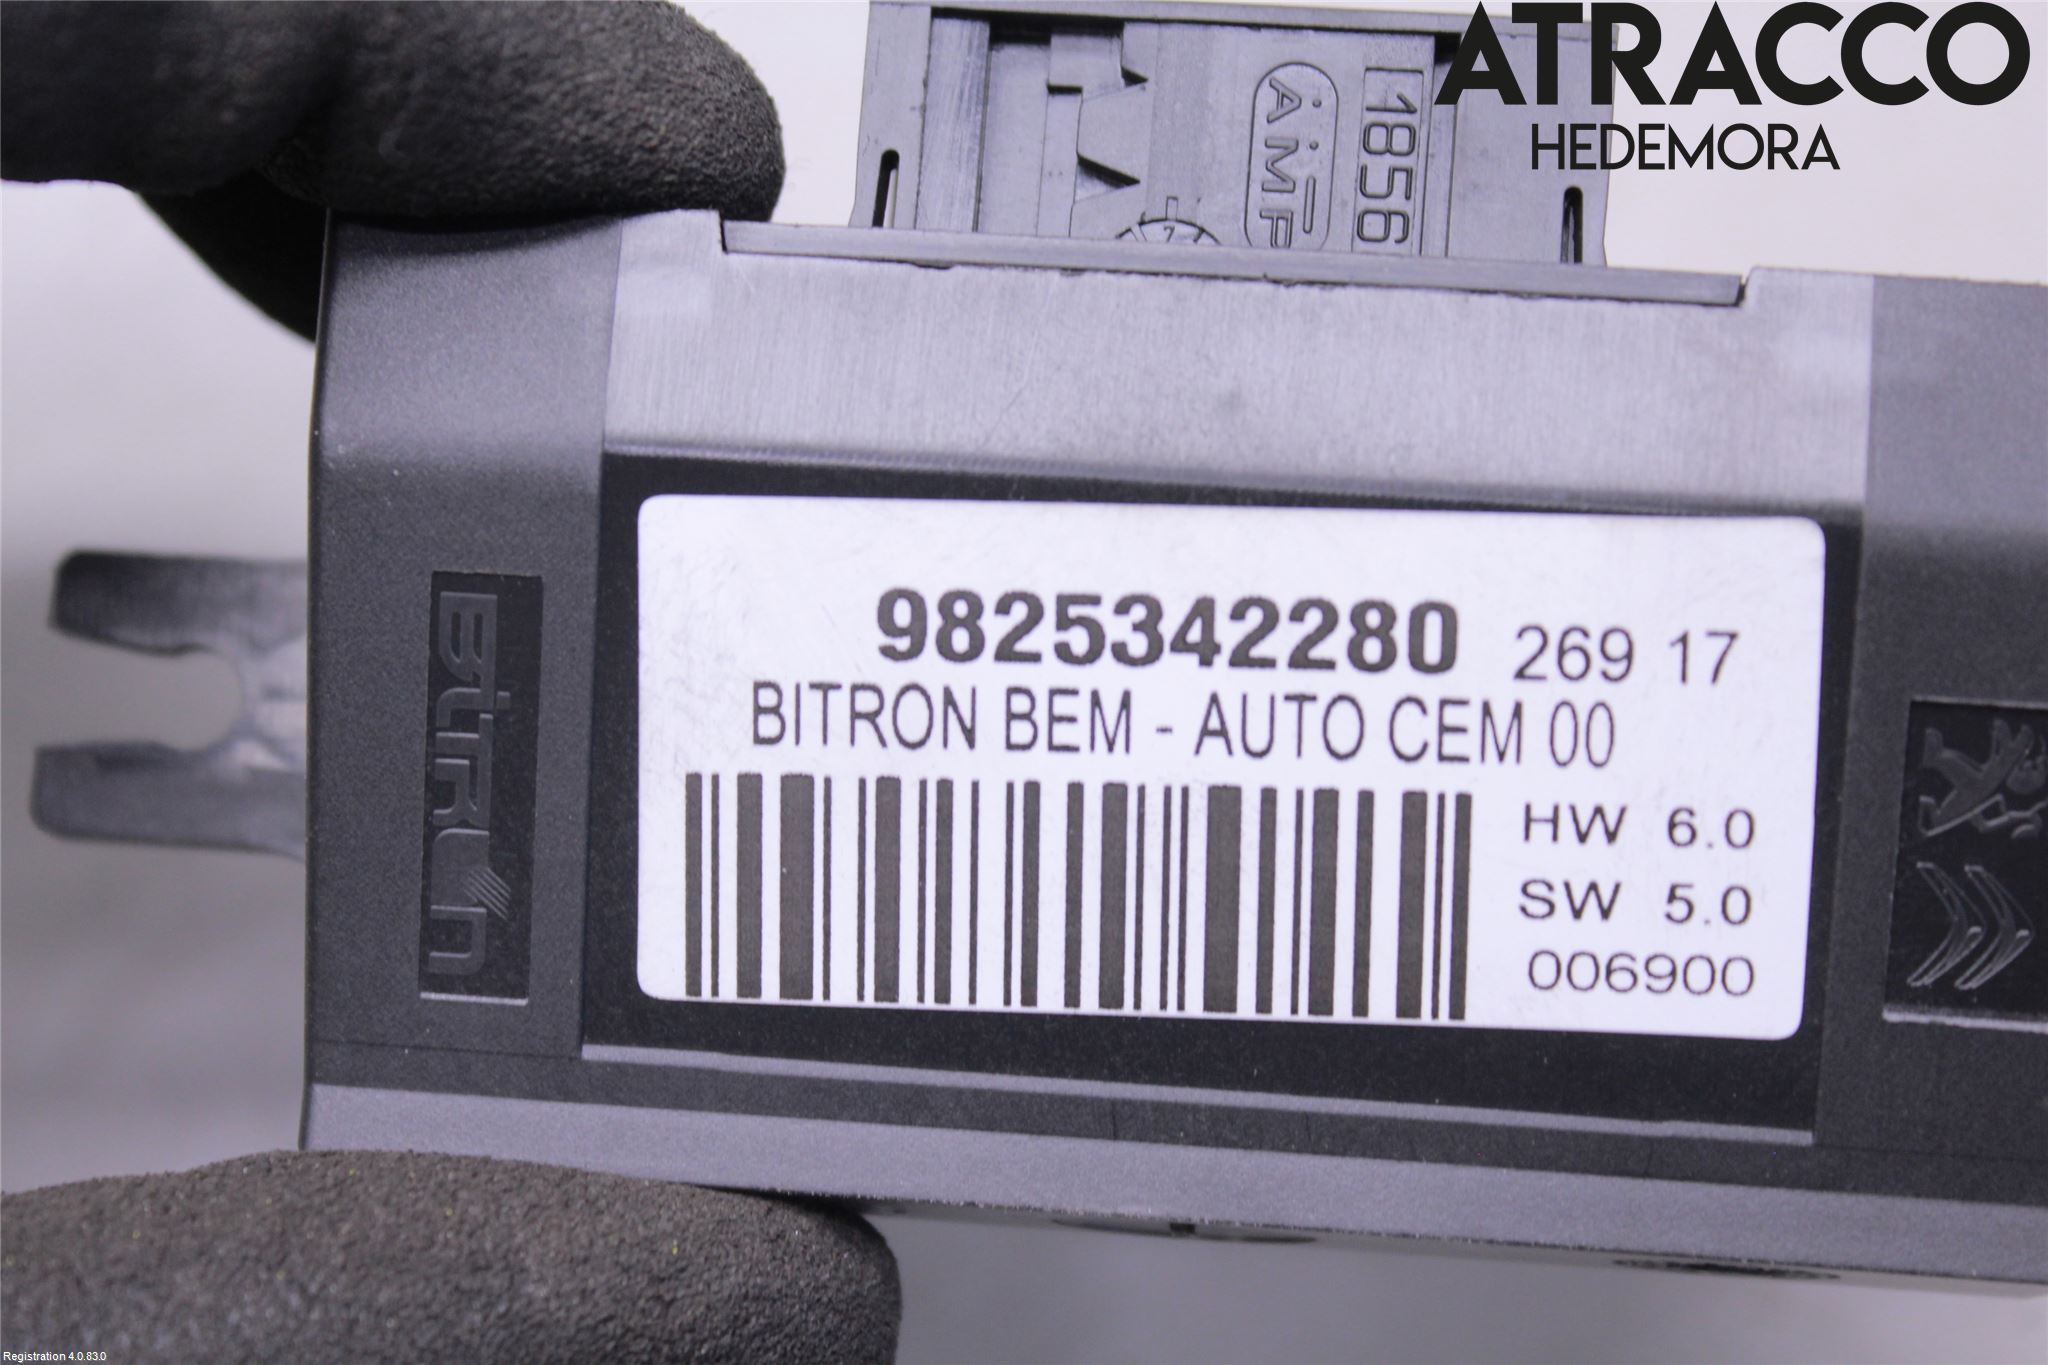 ATRACCO
HEDEMORA
AMP
1856
BitRon
9825342280 269 17
BITRON BEM - AUTO CEM 00
HW 6.0
SW 5.0
006900
Registration 4.0.83.0